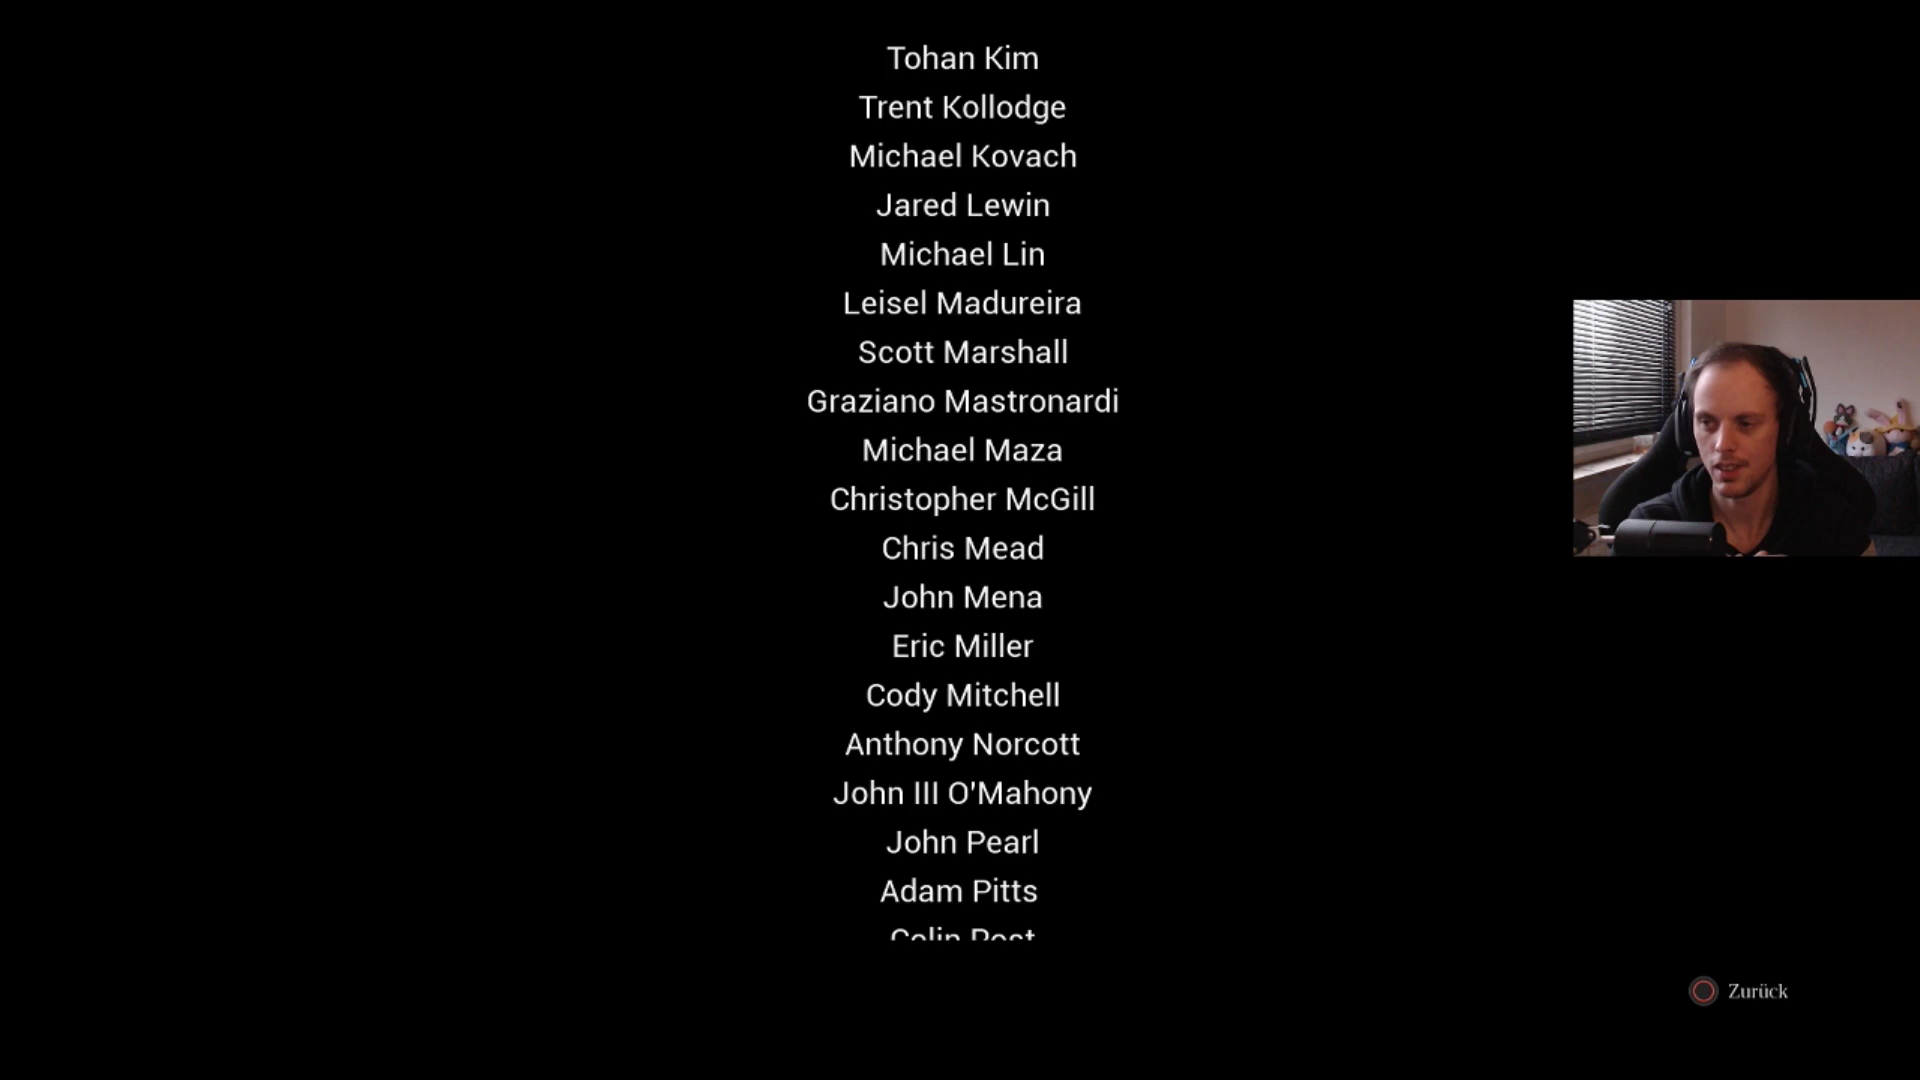 Tohan Kim
Trent Kollodge
Michael Kovach
Jared Lewin
Michael Lin
Leisel Madureira
Scott Marshall
Graziano Mastronardi
Michael Maza
Christopher McGill
Chris Mead
John Mena
Eric Miller
Cody Mitchell
Anthony Norcott
John III O'Mahony
John Pearl
Adam Pitts
Colin Post
Zurück